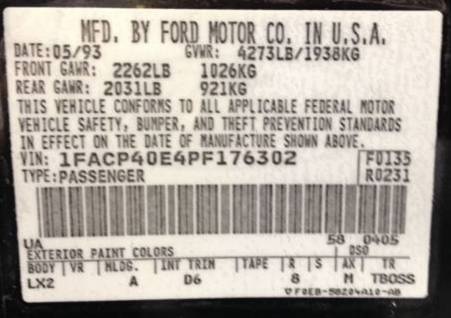 MFD. BY FORD MOTOR CO. IN U.S.A.
DATE: 05/93 GVWR: 4273LB/1938KG
FRONT GAWR: 2262LB 1026KG
REAR GAWR: 2031LB 921KG
THIS VEHICLE CONFORMS TO ALL APPLICABLE FEDERAL MOTOR
VEHICLE SAFETY, BUMPER, AND THEFT PREVENTION STANDARDS
IN EFFECT ON THE DATE OF MANUFACTURE SHOWN ABOVE.
VIN: 1FACP40E4PF176302 F0135
TYPE: PASSENGER R0231
UA 58 0405
EXTERIOR PAINT COLORS DSO
BODY VR MLDG. INT TRIM TAPE R S AX TR
LX2 A D6 8 M TBOSS
F0EB-58204A10-AB